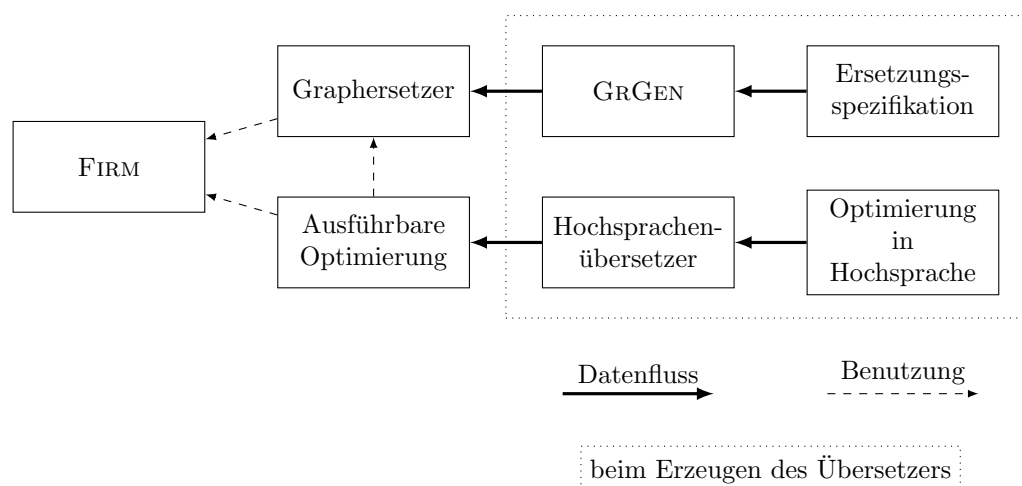 Graphersetzer
GRGEN
Ersetzungs-
spezifikation
FIRM
Ausführbare
Optimierung
Hochsprachen-
übersetzer
Optimierung
in
Hochsprache
Datenfluss
Benutzung
beim Erzeugen des Übersetzers